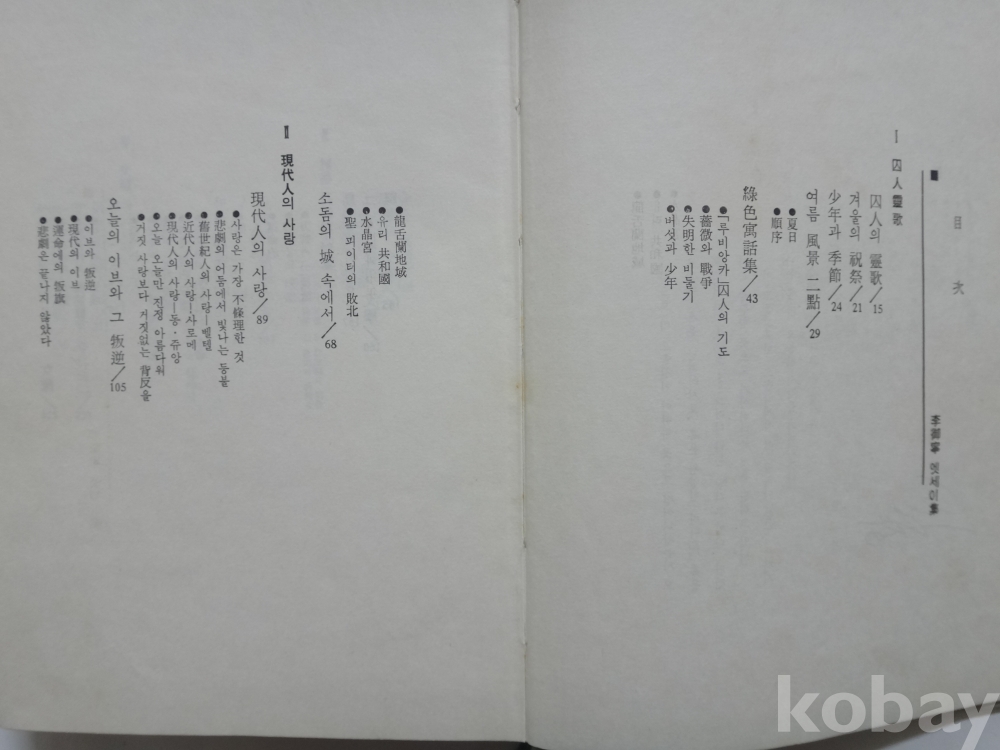 目次
李御寧 엣세이集
■
Ⅰ 囚人靈歌
囚人의 靈歌/15
겨울의 祝祭/21
少年과 季節/24
여름 風景 二點/29
●夏日
●順序
綠色寓話集/43
●「루비앙카」囚人의 기도
●薔薇와 戰爭
●失明한 비둘기
●버섯과 少年
●龍舌蘭地域
●유리 共和國
●水晶宮
●聖 피이터의 敗北
소돔의 城 속에서/68
Ⅱ 現代人의 사랑
現代人의 사랑/89
●사랑은 가장 不條理한 것
●悲劇의 어둠에서 빛나는 등불
●舊世紀人의 사랑—벨텔
●近代人의 사랑—사로메
●現代人의 사랑—동・쥬앙
●오늘 오늘만 진정 아름다워
●거짓 사랑보다 거짓없는 背反을
오늘의 이브와 그 叛逆/105
●이브와 叛逆
●現代의 이브
●運命에의 叛旗
●悲劇은 끝나지 않았다
kobay